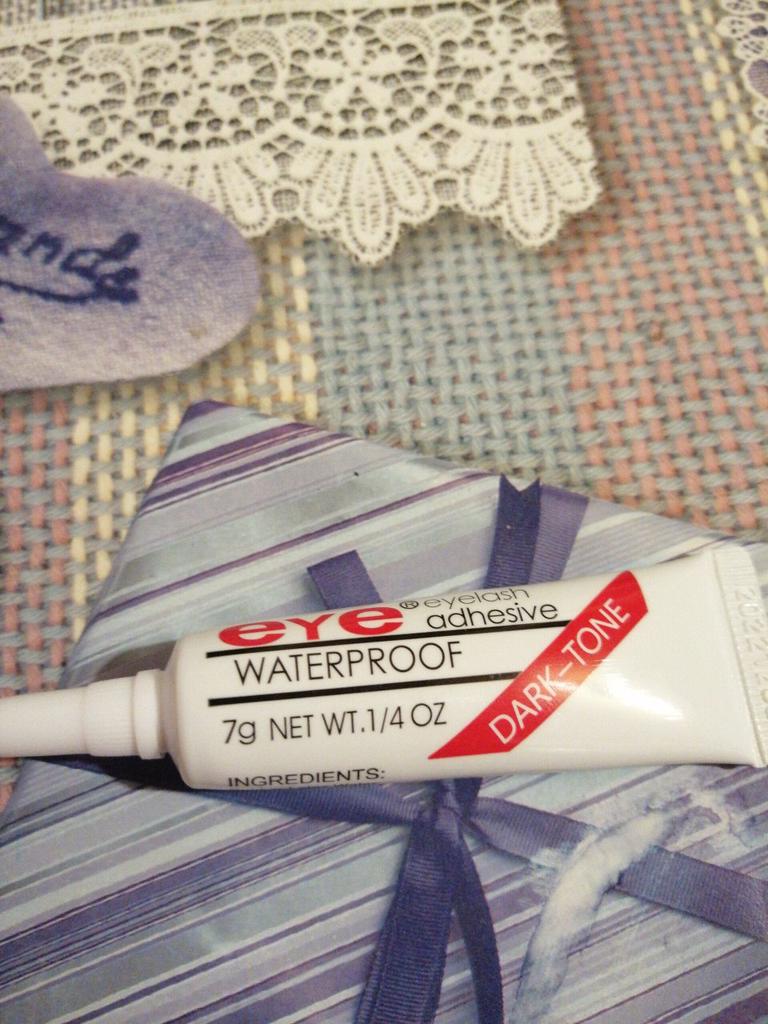 eye® eyelash
adhesive
WATERPROOF
7g NET WT.1/4 OZ
DARK-TONE
INGREDIENTS: